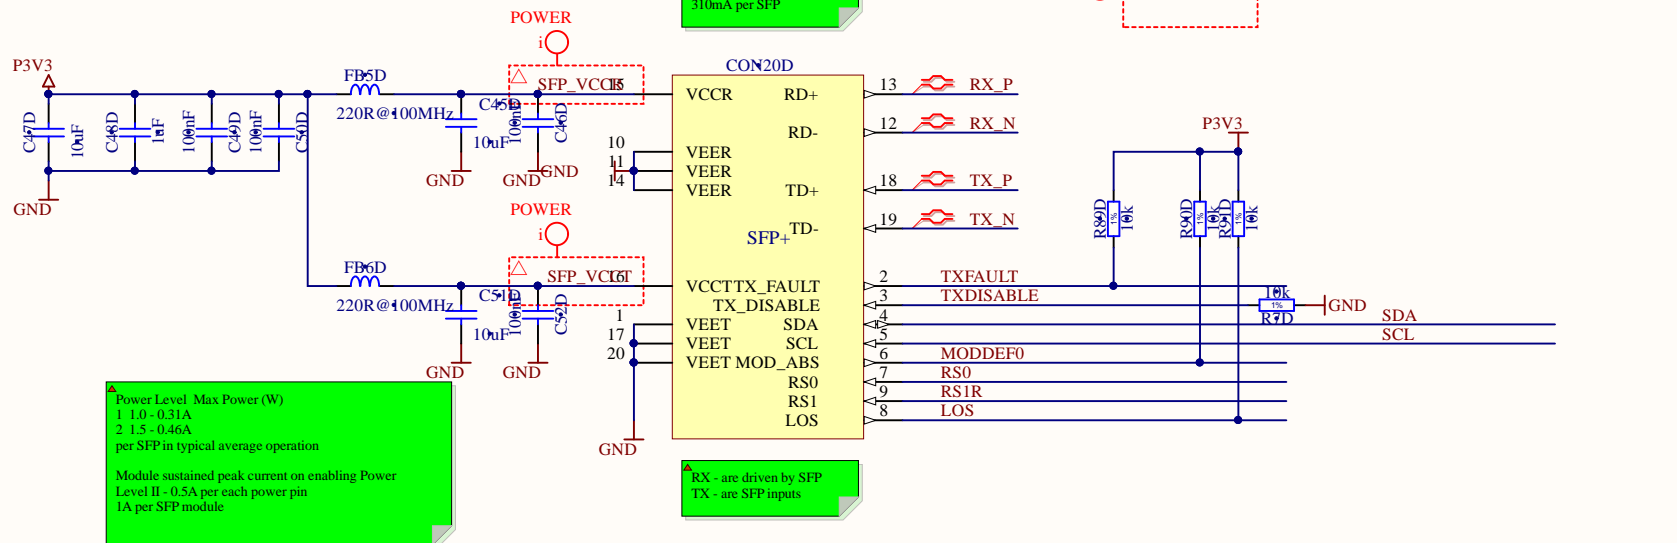 310mA per SFP
POWER
i
P3V3
FB5D
220R@100MHz
SFP_VCCR
15
C47D
10uF
C48D
1uF
100nF
C49D
100nF
C50D
C45D
10uF
100nF
C46D
GND
GND
GND
GND
POWER
i
FB6D
220R@100MHz
SFP_VCCT
16
C51D
10uF
100nF
C52D
GND
GND
CON20D
VCCR
RD+
13
RX_P
RD-
12
RX_N
10
VEER
11
VEER
14
VEER
TD+
18
TX_P
TD-
19
TX_N
SFP+
VCCT
TX_FAULT
2
TXFAULT
TX_DISABLE
3
TXDISABLE
1
VEET
SDA
4
SDA
17
VEET
SCL
5
SCL
20
VEET
MOD_ABS
6
MODDEF0
RS0
7
RS0
RS1
9
RS1R
LOS
8
LOS
GND
P3V3
R89D
1%
10k
R90D
1%
10k
R91D
1%
10k
10k
1%
R7D
GND
Power Level Max Power (W)
1 1.0 - 0.31A
2 1.5 - 0.46A
per SFP in typical average operation
Module sustained peak current on enabling Power
Level II - 0.5A per each power pin
1A per SFP module
RX - are driven by SFP
TX - are SFP inputs